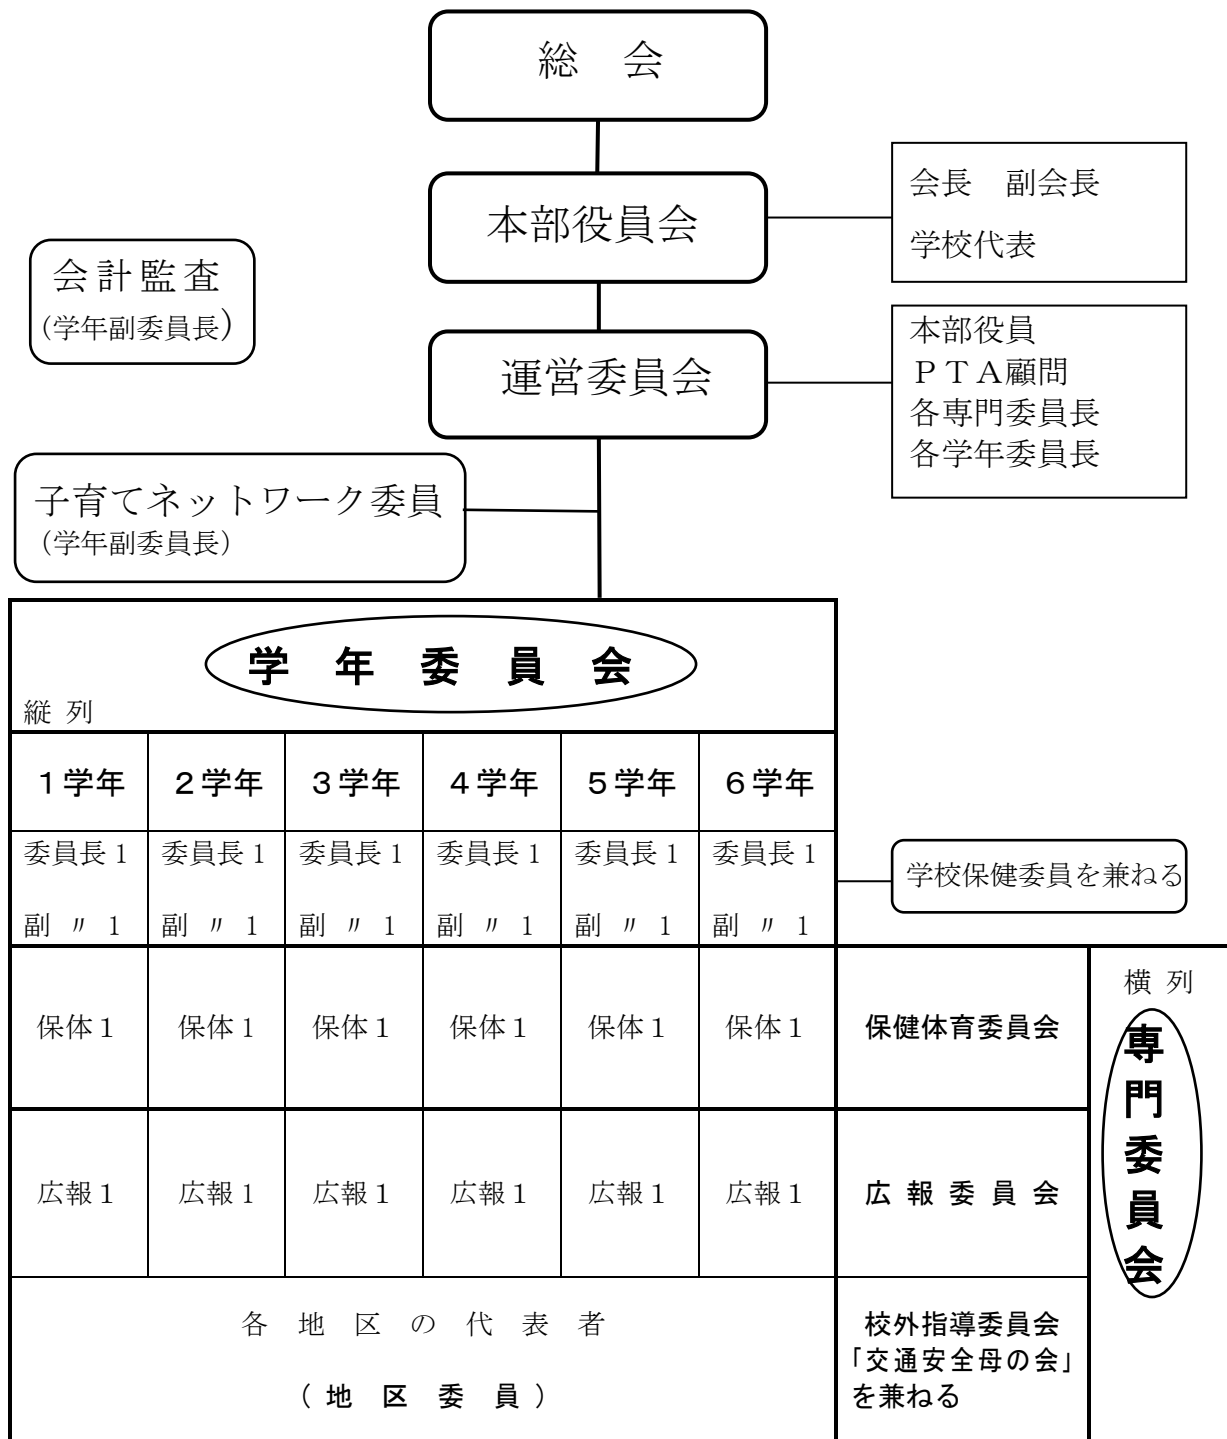 総　会
本部役員会
会長　副会長
学校代表
会計監査
(学年副委員長)
運営委員会
本部役員
ＰＴＡ顧問
各専門委員長
各学年委員長
子育てネットワーク委員
（学年副委員長）
学年委員会
縦列
１学年 ２学年 ３学年 ４学年 ５学年 ６学年
委員長1 委員長1 委員長1 委員長1 委員長1 委員長1
副〃1 副〃1 副〃1 副〃1 副〃1 副〃1
学校保健委員を兼ねる
横列
専門委員会
保体１ 保体１ 保体１ 保体１ 保体１ 保体１ 保健体育委員会
広報１ 広報１ 広報１ 広報１ 広報１ 広報１ 広報委員会
各地区の代表者
（地区委員）
校外指導委員会
「交通安全母の会」
を兼ねる